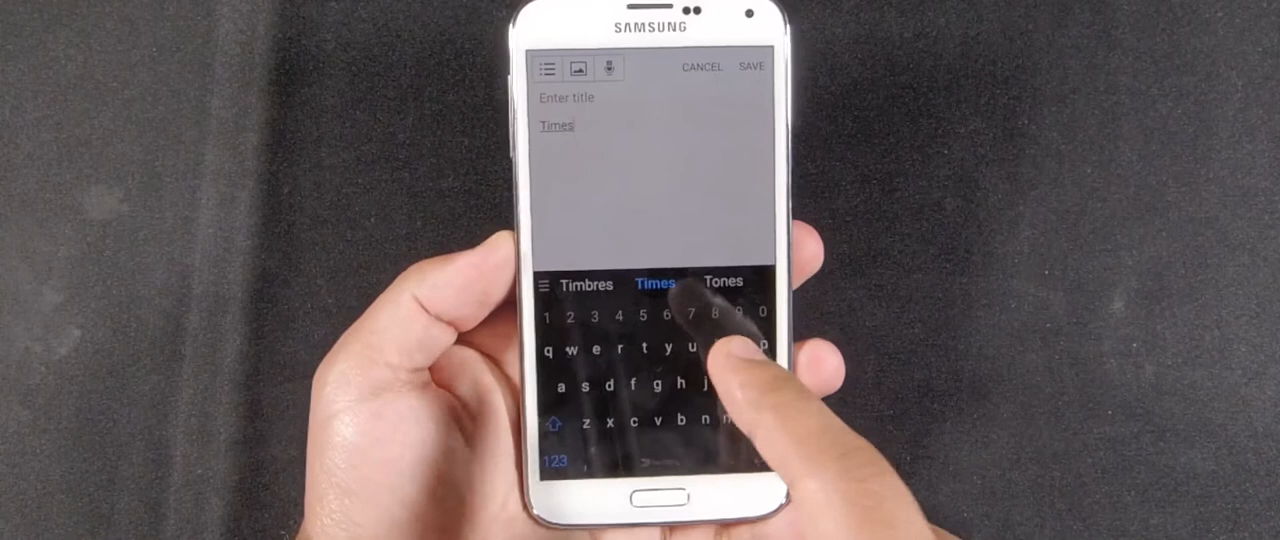 SAMSUNG
CANCEL SAVE
Enter title
Times
Timbres Times Tones
1 2 3 4 5 6 7 8 9 0
q w e r t y u p
a s d f g h j
z x c v b n m
123 ,